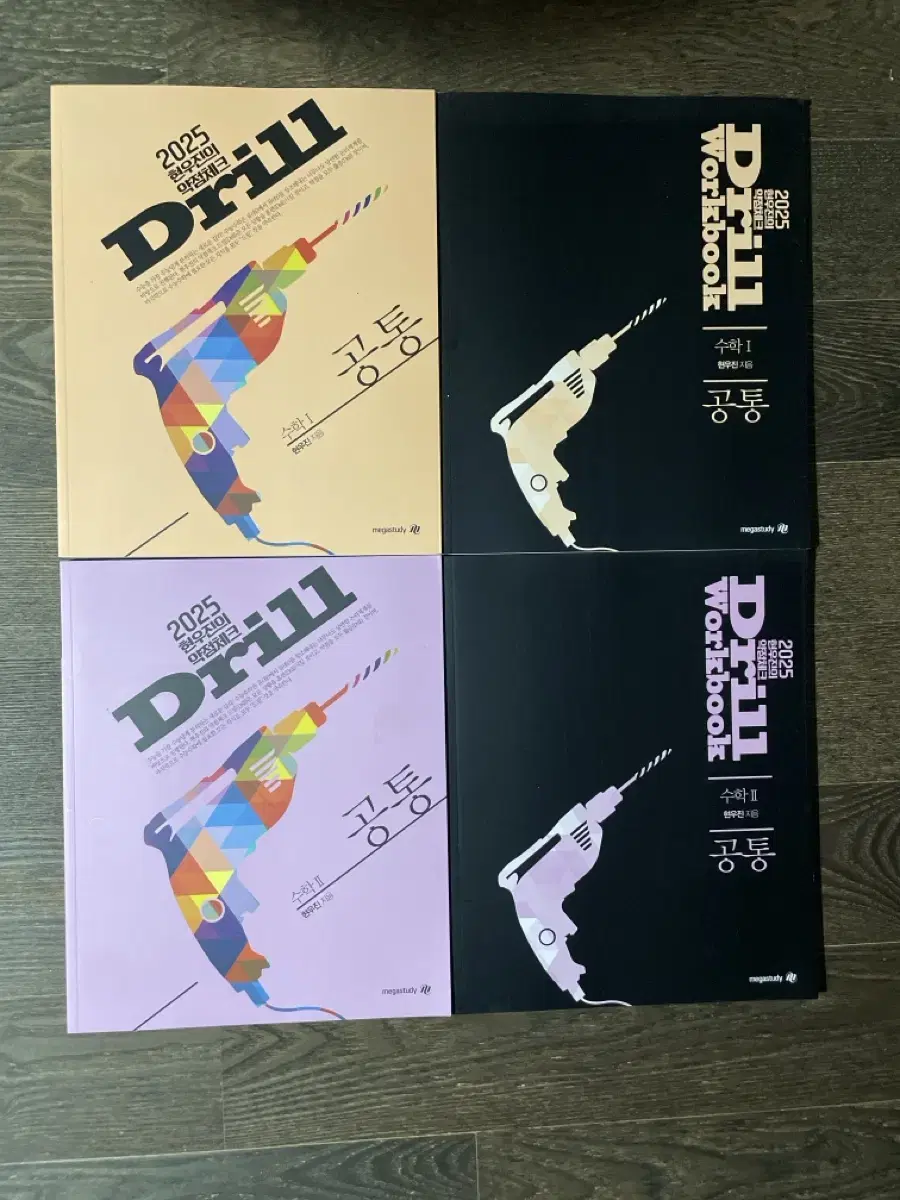 2025
현우진의
약점체크
Drill
공통
수학 I
현우진 지음
megastudy
2025
현우진의
약점체크
Drill
Workbook
수학 I
현우진 지음
공통
megastudy
2025
현우진의
약점체크
Drill
공통
수학 II
현우진 지음
megastudy
2025
현우진의
약점체크
Drill
Workbook
수학 II
현우진 지음
공통
megastudy